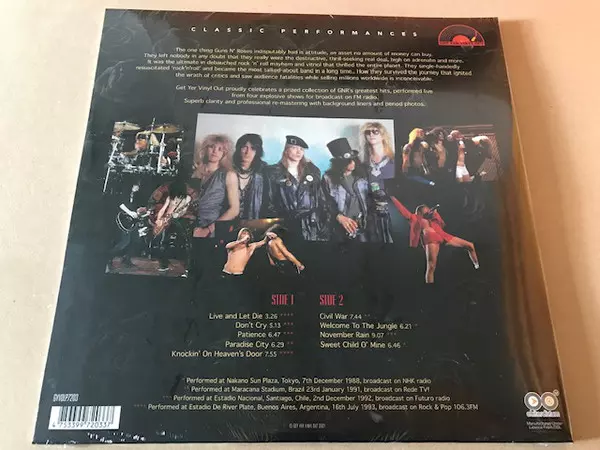 CLASSIC PERFORMANCES
The one thing Guns N' Roses indisputably had is attitude, an asset no amount of money can buy.
They left nobody in any doubt that they really were the destructive, thrill-seeking real deal, high on adrenalin and more.
It was the ultimate in debauched rock 'n' roll mayhem and vitriol that thrilled the entire planet. They single-handedly
resuscitated 'rock'n'roll' and became the most talked-about band in a long time.. How they survived the journey that ignited
the wrath of critics and saw audience fatalities while selling millions worldwide is inconceivable.
Get Yer Vinyl Out proudly celebrates a prized collection of GNR's greatest hits, performed live
from four explosive shows for broadcast on FM radio.
Superb clarity and professional re-mastering with background liners and period photos.
SIDE 1
Live and Let Die 3.26 ****
Don't Cry 5.13 ***
Patience 6.47 ***
Paradise City 6.29 **
Knockin' On Heaven's Door 7.55 ****
SIDE 2
Civil War 7.44 **
Welcome To The Jungle 6.21 *
November Rain 9.07 ***
Sweet Child O' Mine 6.46 *
* Performed at Nakano Sun Plaza, Tokyo, 7th December 1988, broadcast on NHK radio
** Performed at Maracana Stadium, Brazil 23rd January 1991, broadcast on Rede TV!
*** Performed at Estadio Nacional, Santiago, Chile, 2nd December 1992, broadcast on Futuro radio
**** Performed at Estadio De River Plate, Buenos Aires, Argentina, 16th July 1993, broadcast on Rock & Pop 106.3FM
GYVOLP7203
4 753399 720337